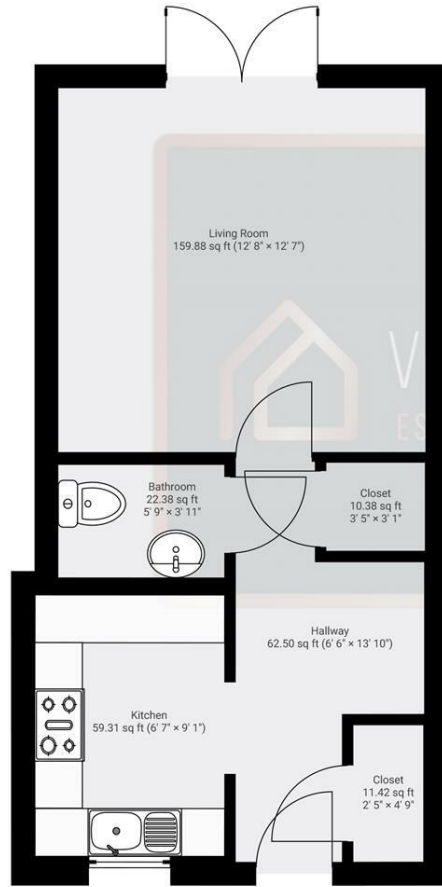 Living Room
159.88 sq ft (12' 8" × 12' 7")
V
ES
Bathroom
22.38 sq ft
5' 9" × 3' 11"
Closet
10.38 sq ft
3' 5" × 3' 1"
Hallway
62.50 sq ft (6' 6" × 13' 10")
Kitchen
59.31 sq ft (6' 7" × 9' 1")
Closet
11.42 sq ft
2' 5" × 4' 9"